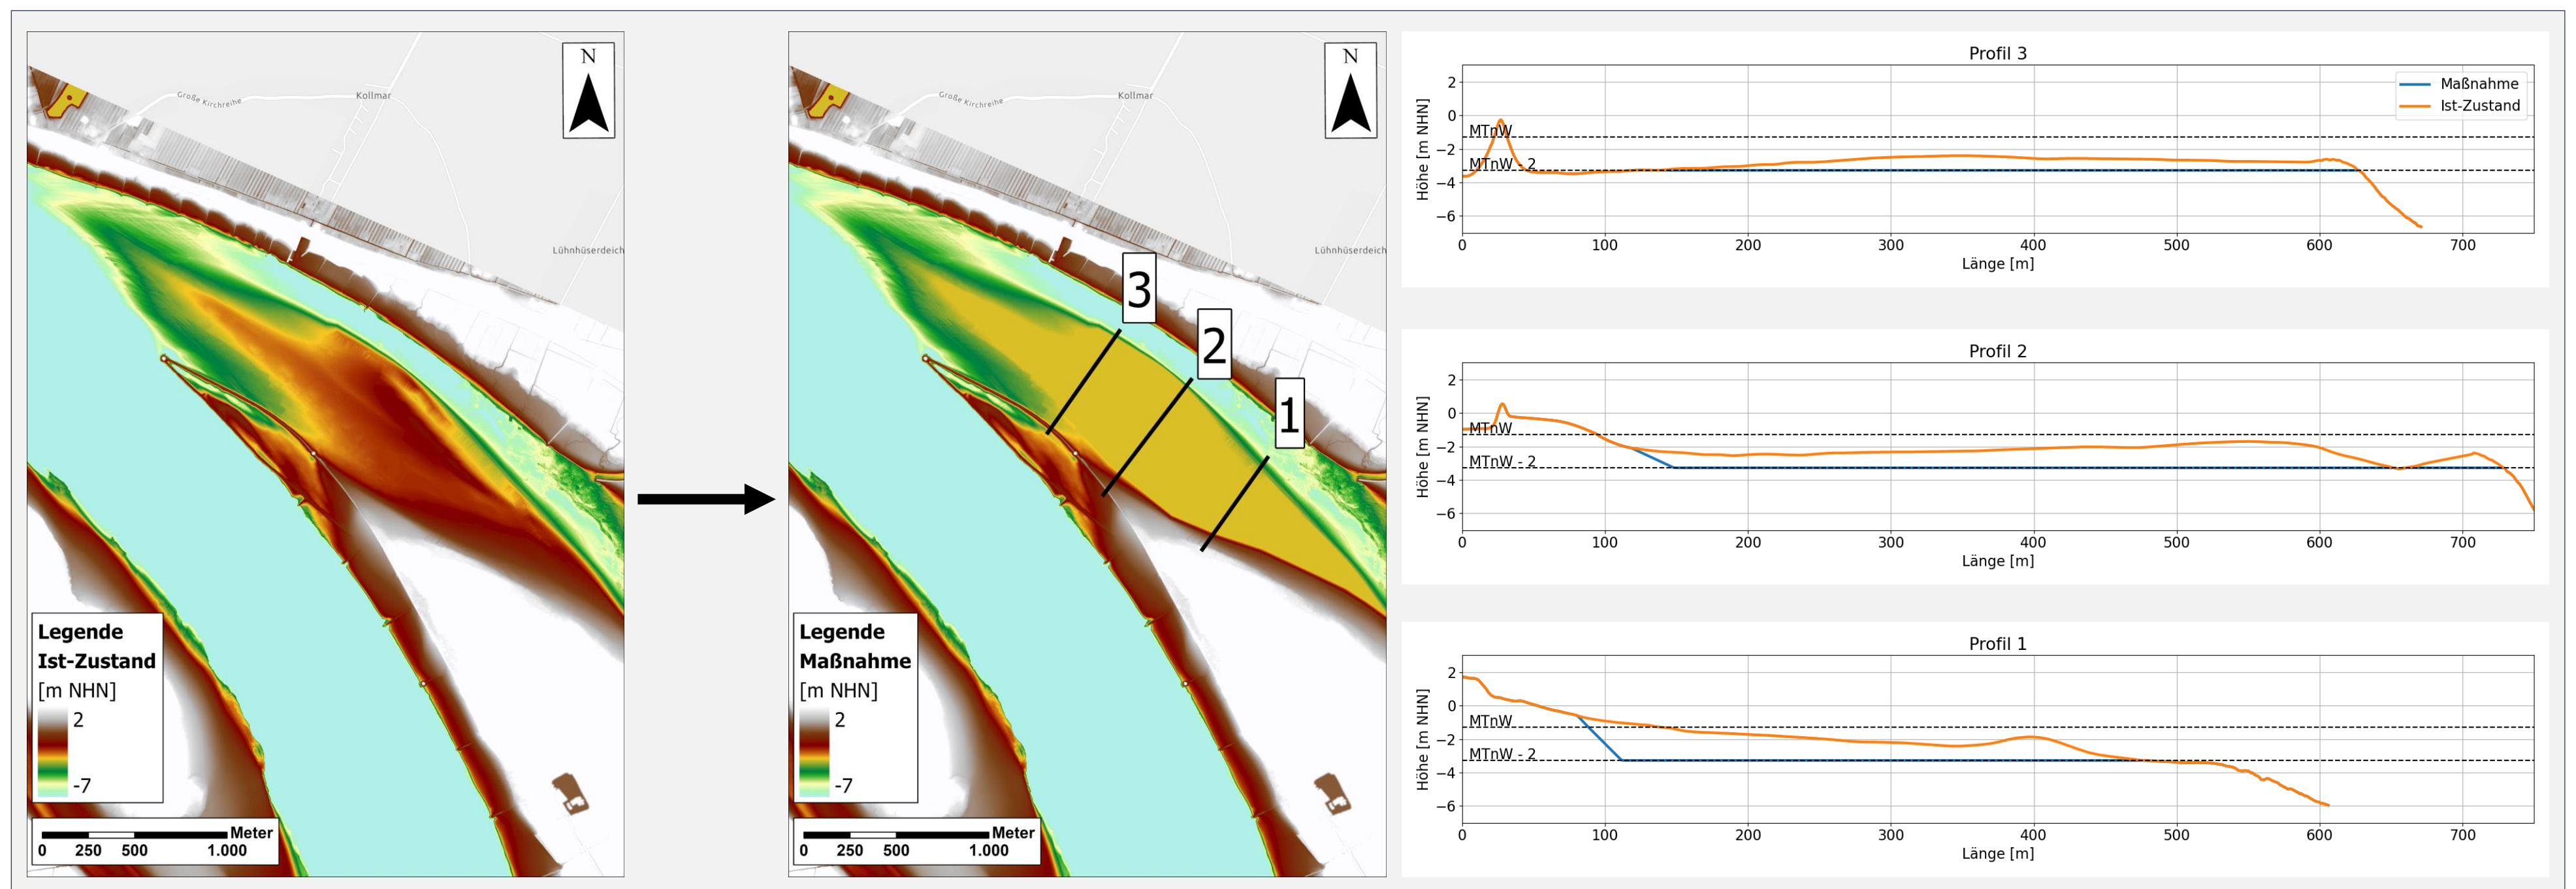 N
Große Kirchreihe
Kollmar
Lühnhüserdeich
Legende
Ist-Zustand
[m NHN]
2
-7
Meter
0 250 500 1.000
N
Große Kirchreihe
Kollmar
Lühnhüserdeich
3
2
1
Legende
Maßnahme
[m NHN]
2
-7
Meter
0 250 500 1.000
Profil 3
Maßnahme
Ist-Zustand
Höhe [m NHN]
2
0
−2
−4
−6
MTnW
MTnW - 2
0 100 200 300 400 500 600 700
Länge [m]
Profil 2
Höhe [m NHN]
2
0
−2
−4
−6
MTnW
MTnW - 2
0 100 200 300 400 500 600 700
Länge [m]
Profil 1
Höhe [m NHN]
2
0
−2
−4
−6
MTnW
MTnW - 2
0 100 200 300 400 500 600 700
Länge [m]